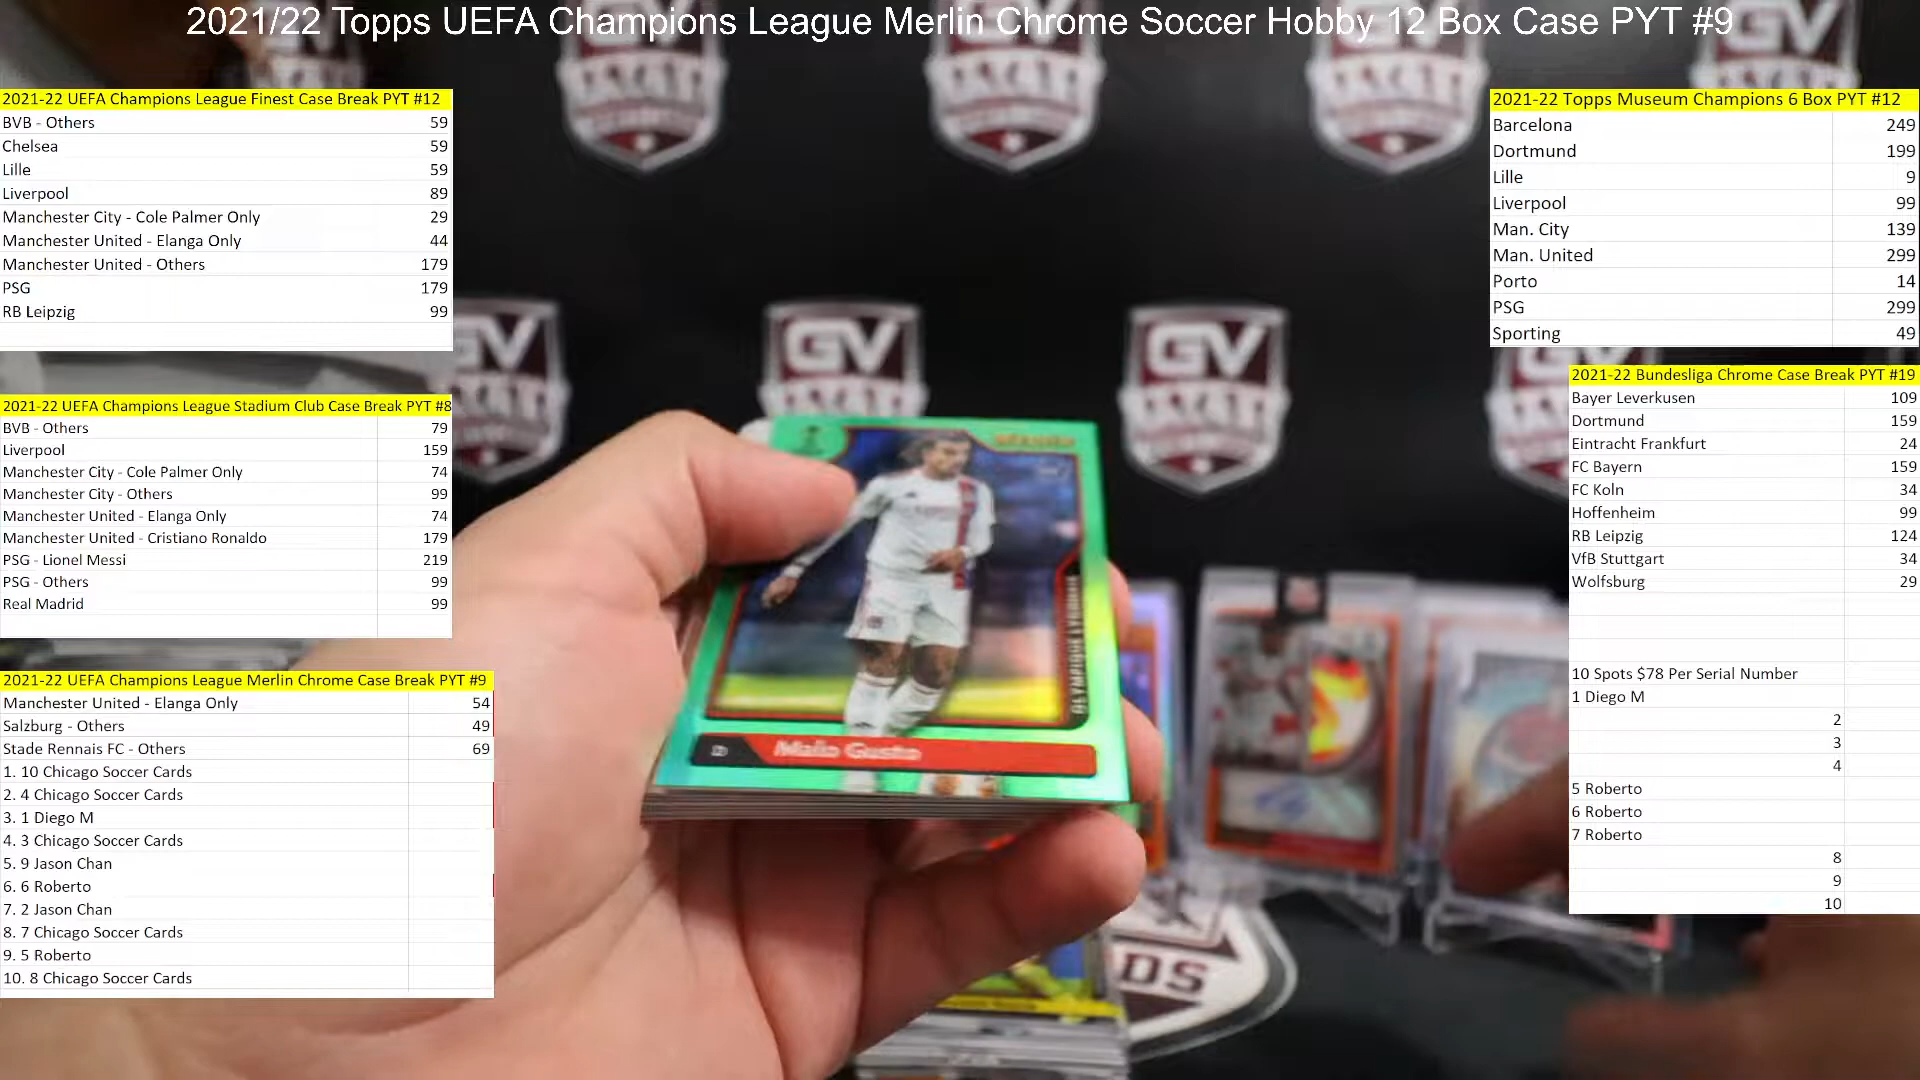 2021/22 Topps UEFA Champions League Merlin Chrome Soccer Hobby 12 Box Case PYT #9
2021-22 UEFA Champions League Finest Case Break PYT #12
BVB - Others 59
Chelsea 59
Lille 59
Liverpool 89
Manchester City - Cole Palmer Only 29
Manchester United - Elanga Only 44
Manchester United - Others 179
PSG 179
RB Leipzig 99
2021-22 UEFA Champions League Stadium Club Case Break PYT #8
BVB - Others 79
Liverpool 159
Manchester City - Cole Palmer Only 74
Manchester City - Others 99
Manchester United - Elanga Only 74
Manchester United - Cristiano Ronaldo 179
PSG - Lionel Messi 219
PSG - Others 99
Real Madrid 99
2021-22 UEFA Champions League Merlin Chrome Case Break PYT #9
Manchester United - Elanga Only 54
Salzburg - Others 49
Stade Rennais FC - Others 69
1. 10 Chicago Soccer Cards
2. 4 Chicago Soccer Cards
3. 1 Diego M
4. 3 Chicago Soccer Cards
5. 9 Jason Chan
6. 6 Roberto
7. 2 Jason Chan
8. 7 Chicago Soccer Cards
9. 5 Roberto
10. 8 Chicago Soccer Cards
2021-22 Topps Museum Champions 6 Box PYT #12
Barcelona 249
Dortmund 199
Lille 9
Liverpool 99
Man. City 139
Man. United 299
Porto 14
PSG 299
Sporting 49
2021-22 Bundesliga Chrome Case Break PYT #19
Bayer Leverkusen 109
Dortmund 159
Eintracht Frankfurt 24
FC Bayern 159
FC Koln 34
Hoffenheim 99
RB Leipzig 124
VfB Stuttgart 34
Wolfsburg 29
10 Spots $78 Per Serial Number
1 Diego M
2
3
4
5 Roberto
6 Roberto
7 Roberto
8
9
10
GV
GV
GV
OLYMPIQUE LYONNAIS
Malo Gusto
DS